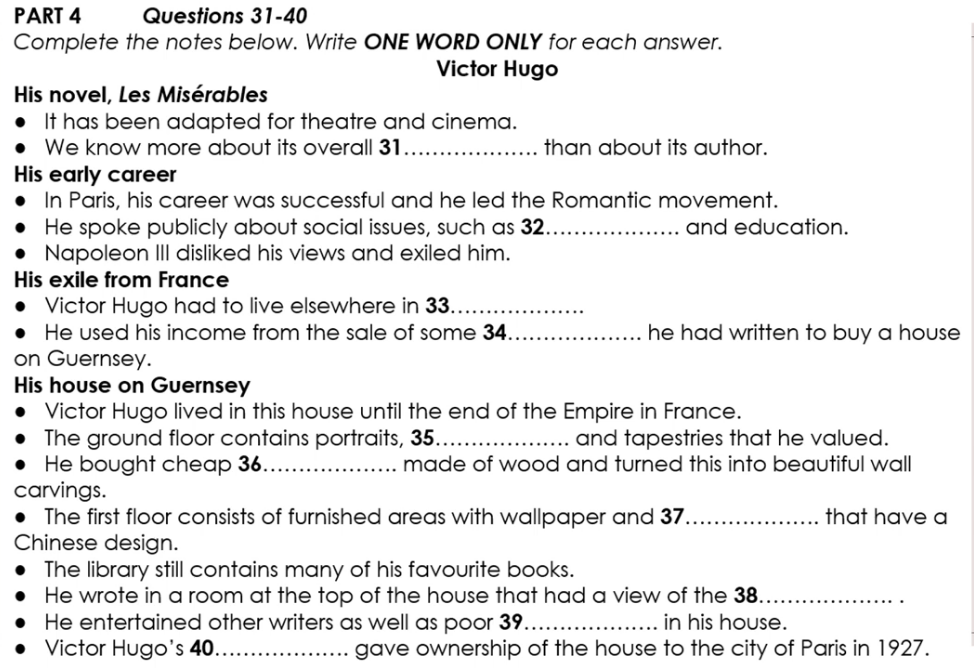 PART 4 Questions 31-40
Complete the notes below. Write ONE WORD ONLY for each answer.
Victor Hugo
His novel, Les Misérables
● It has been adapted for theatre and cinema.
● We know more about its overall 31................... than about its author.
His early career
● In Paris, his career was successful and he led the Romantic movement.
● He spoke publicly about social issues, such as 32................... and education.
● Napoleon III disliked his views and exiled him.
His exile from France
● Victor Hugo had to live elsewhere in 33...................
● He used his income from the sale of some 34................... he had written to buy a house
on Guernsey.
His house on Guernsey
● Victor Hugo lived in this house until the end of the Empire in France.
● The ground floor contains portraits, 35................... and tapestries that he valued.
● He bought cheap 36................... made of wood and turned this into beautiful wall
carvings.
● The first floor consists of furnished areas with wallpaper and 37................... that have a
Chinese design.
● The library still contains many of his favourite books.
● He wrote in a room at the top of the house that had a view of the 38................... .
● He entertained other writers as well as poor 39................... in his house.
● Victor Hugo's 40................... gave ownership of the house to the city of Paris in 1927.